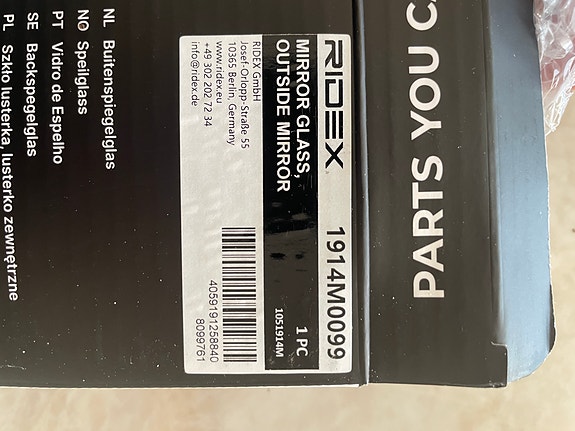 PARTS YOU C
RIDEX 1914M0099
MIRROR GLASS, 1 PC
OUTSIDE MIRROR 1051914M
RIDEX GmbH
Josef-Orlopp-Straße 55
10365 Berlin, Germany
+49 302 202 72 34
www.ridex.eu
info@ridex.de
4059191258840
8099761
NL Buitenspiegelglas
NO Speilglass
PT Vidro de Espelho
SE Backspegelglas
PL Szkło lusterka, lusterko zewnętrzne